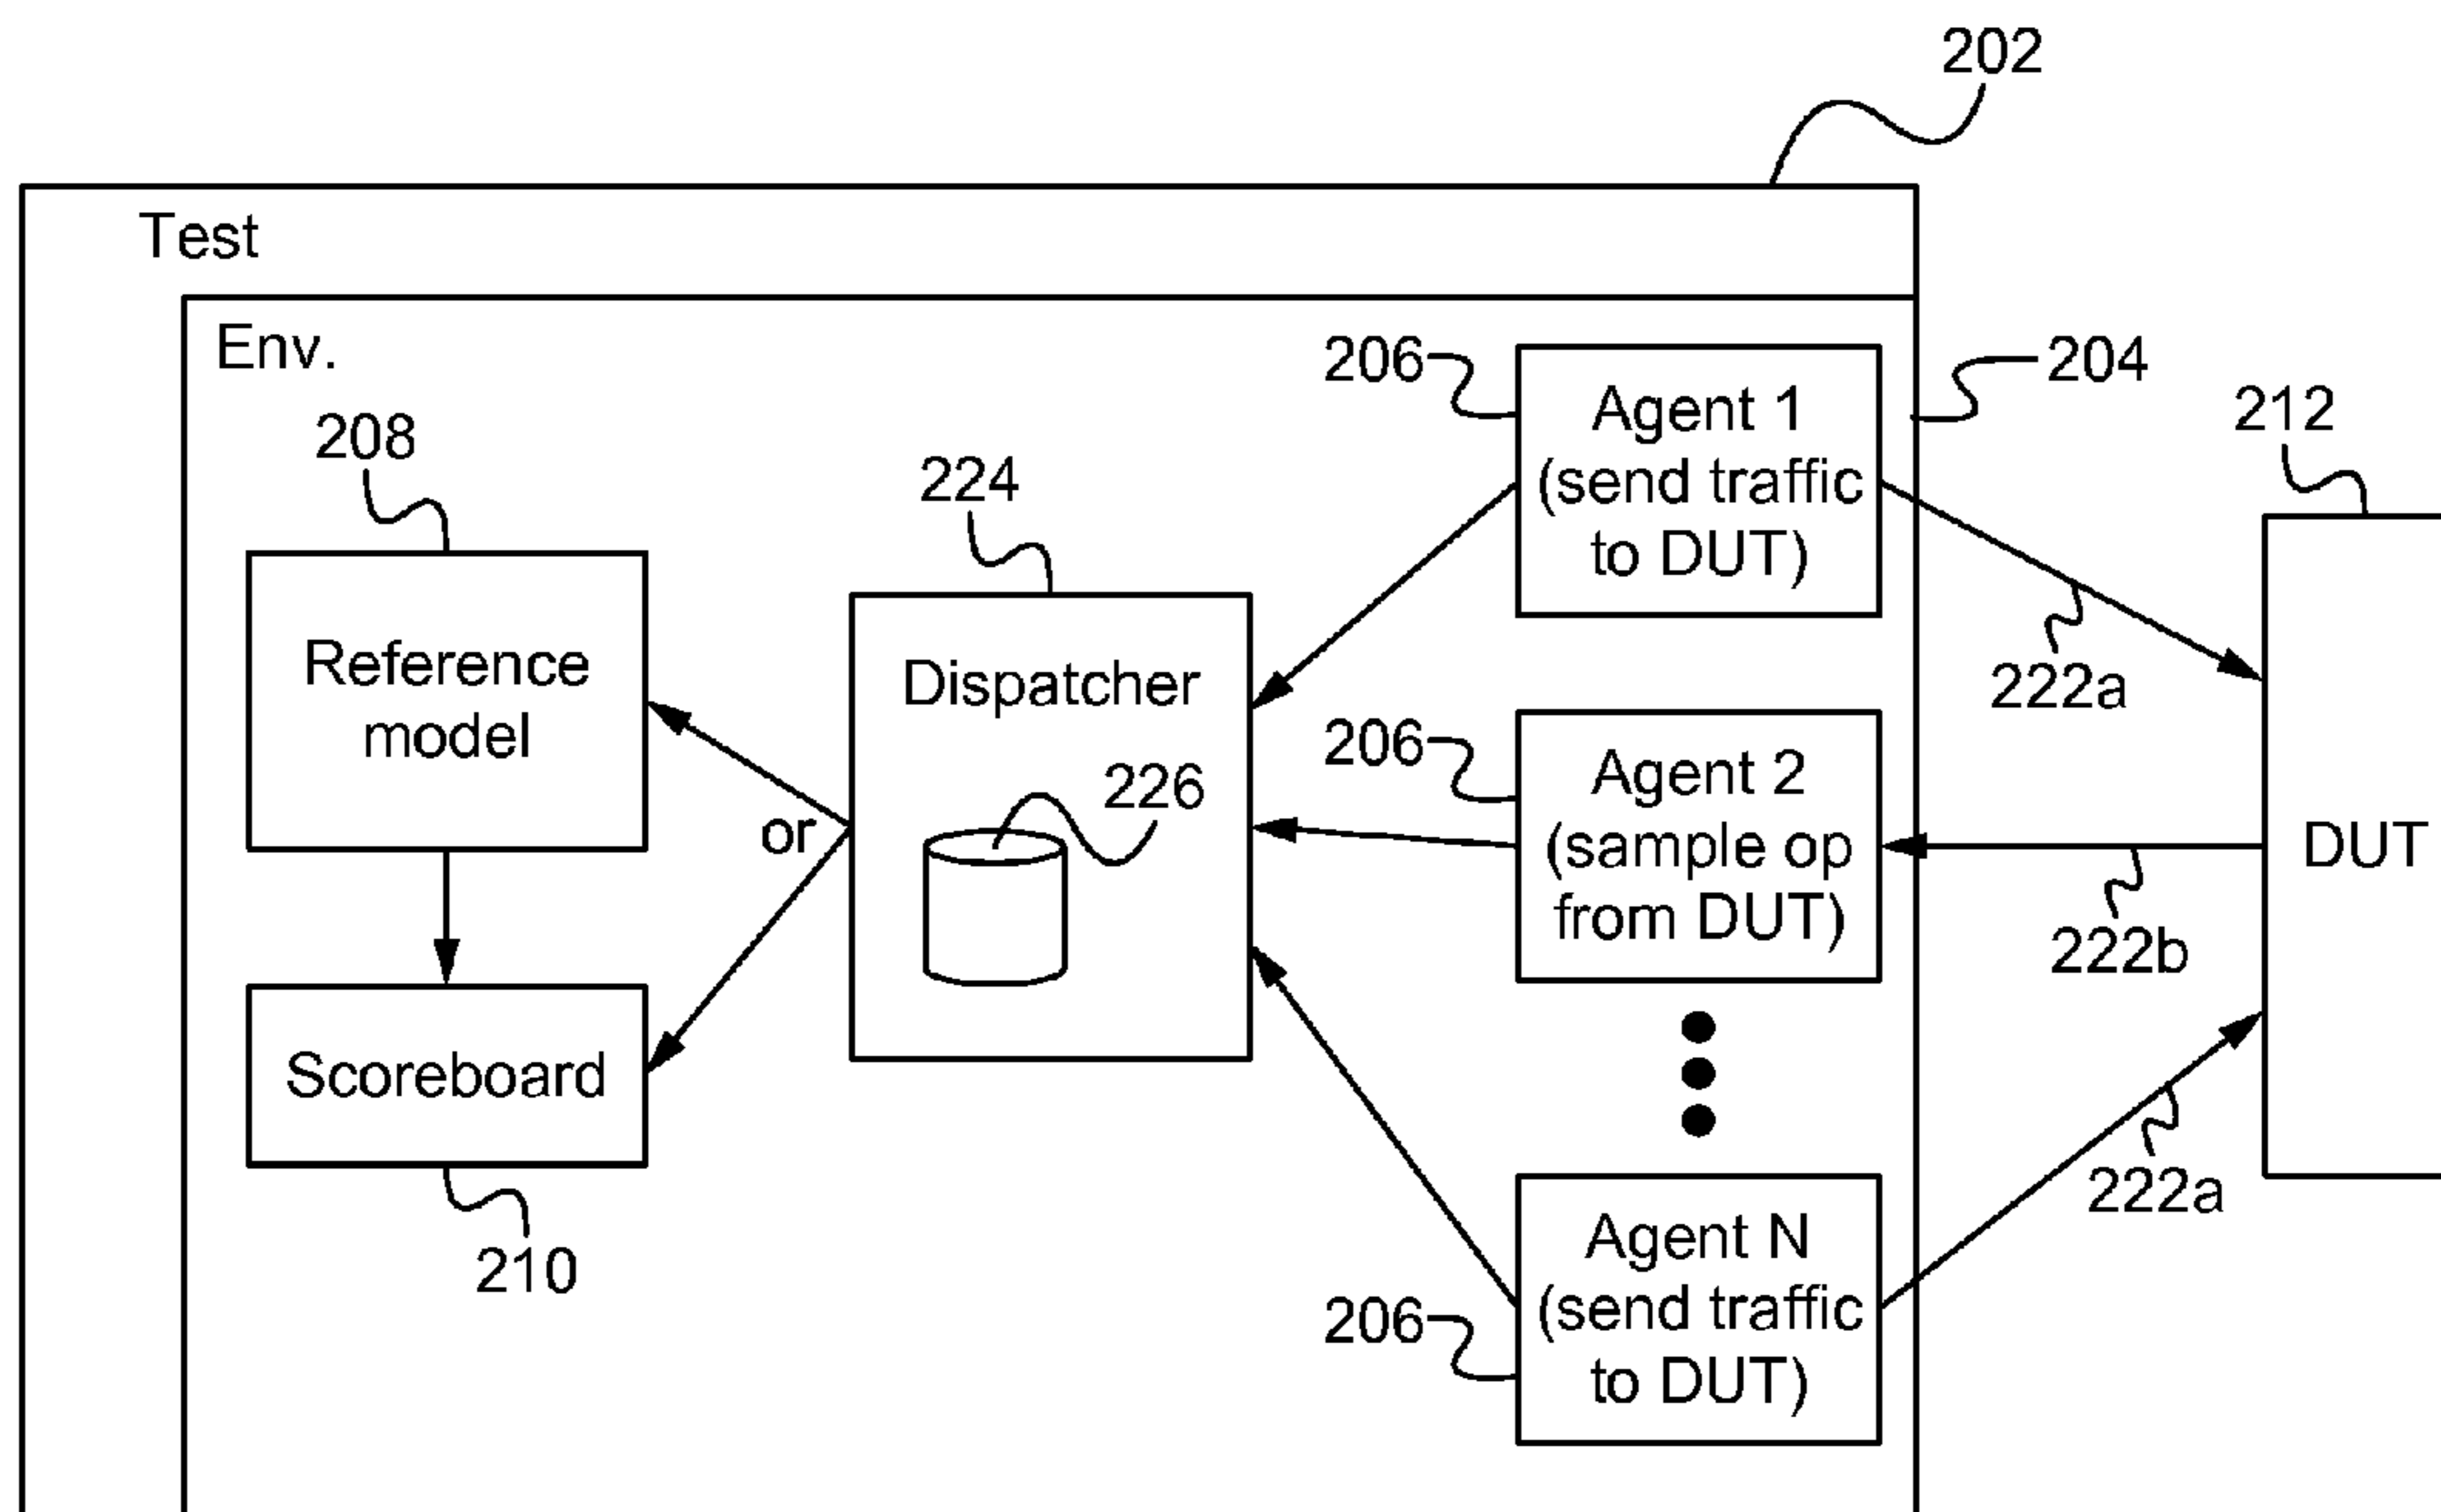 202
Test
Env.
206
Agent 1
(send traffic
to DUT)
204
212
208
224
222a
Reference
model
Dispatcher
226
or
206
Agent 2
(sample op
from DUT)
DUT
222b
Scoreboard
210
222a
206
Agent N
(send traffic
to DUT)